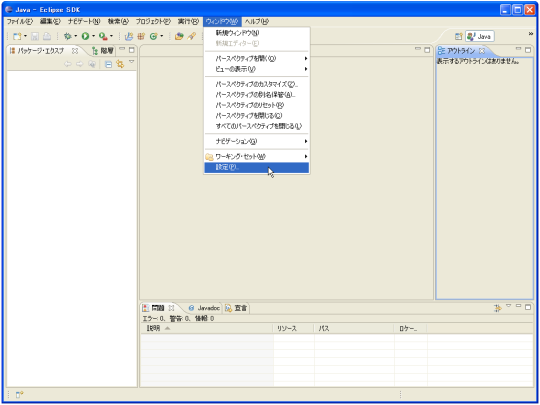 Java - Eclipse SDK
ファイル(F) 編集(E) ナビゲート(N) 検索(A) プロジェクト(P) 実行(R) ウィンドウ(W) ヘルプ(H)
新規ウィンドウ(N)
新規エディター(E)
パースペクティブを開く(O)
ビューの表示(V)
パースペクティブのカスタマイズ(Z)...
パースペクティブの別名保管(A)...
パースペクティブのリセット(R)
パースペクティブを閉じる(C)
すべてのパースペクティブを閉じる(L)
ナビゲーション(G)
ワーキング・セット(W)
設定(P)...
Java
パッケージ・エクスプ
階層
アウトライン
表示するアウトラインはありません。
問題
Javadoc
宣言
エラー 0、警告 0、情報 0
説明
リソース
パス
ロケー...